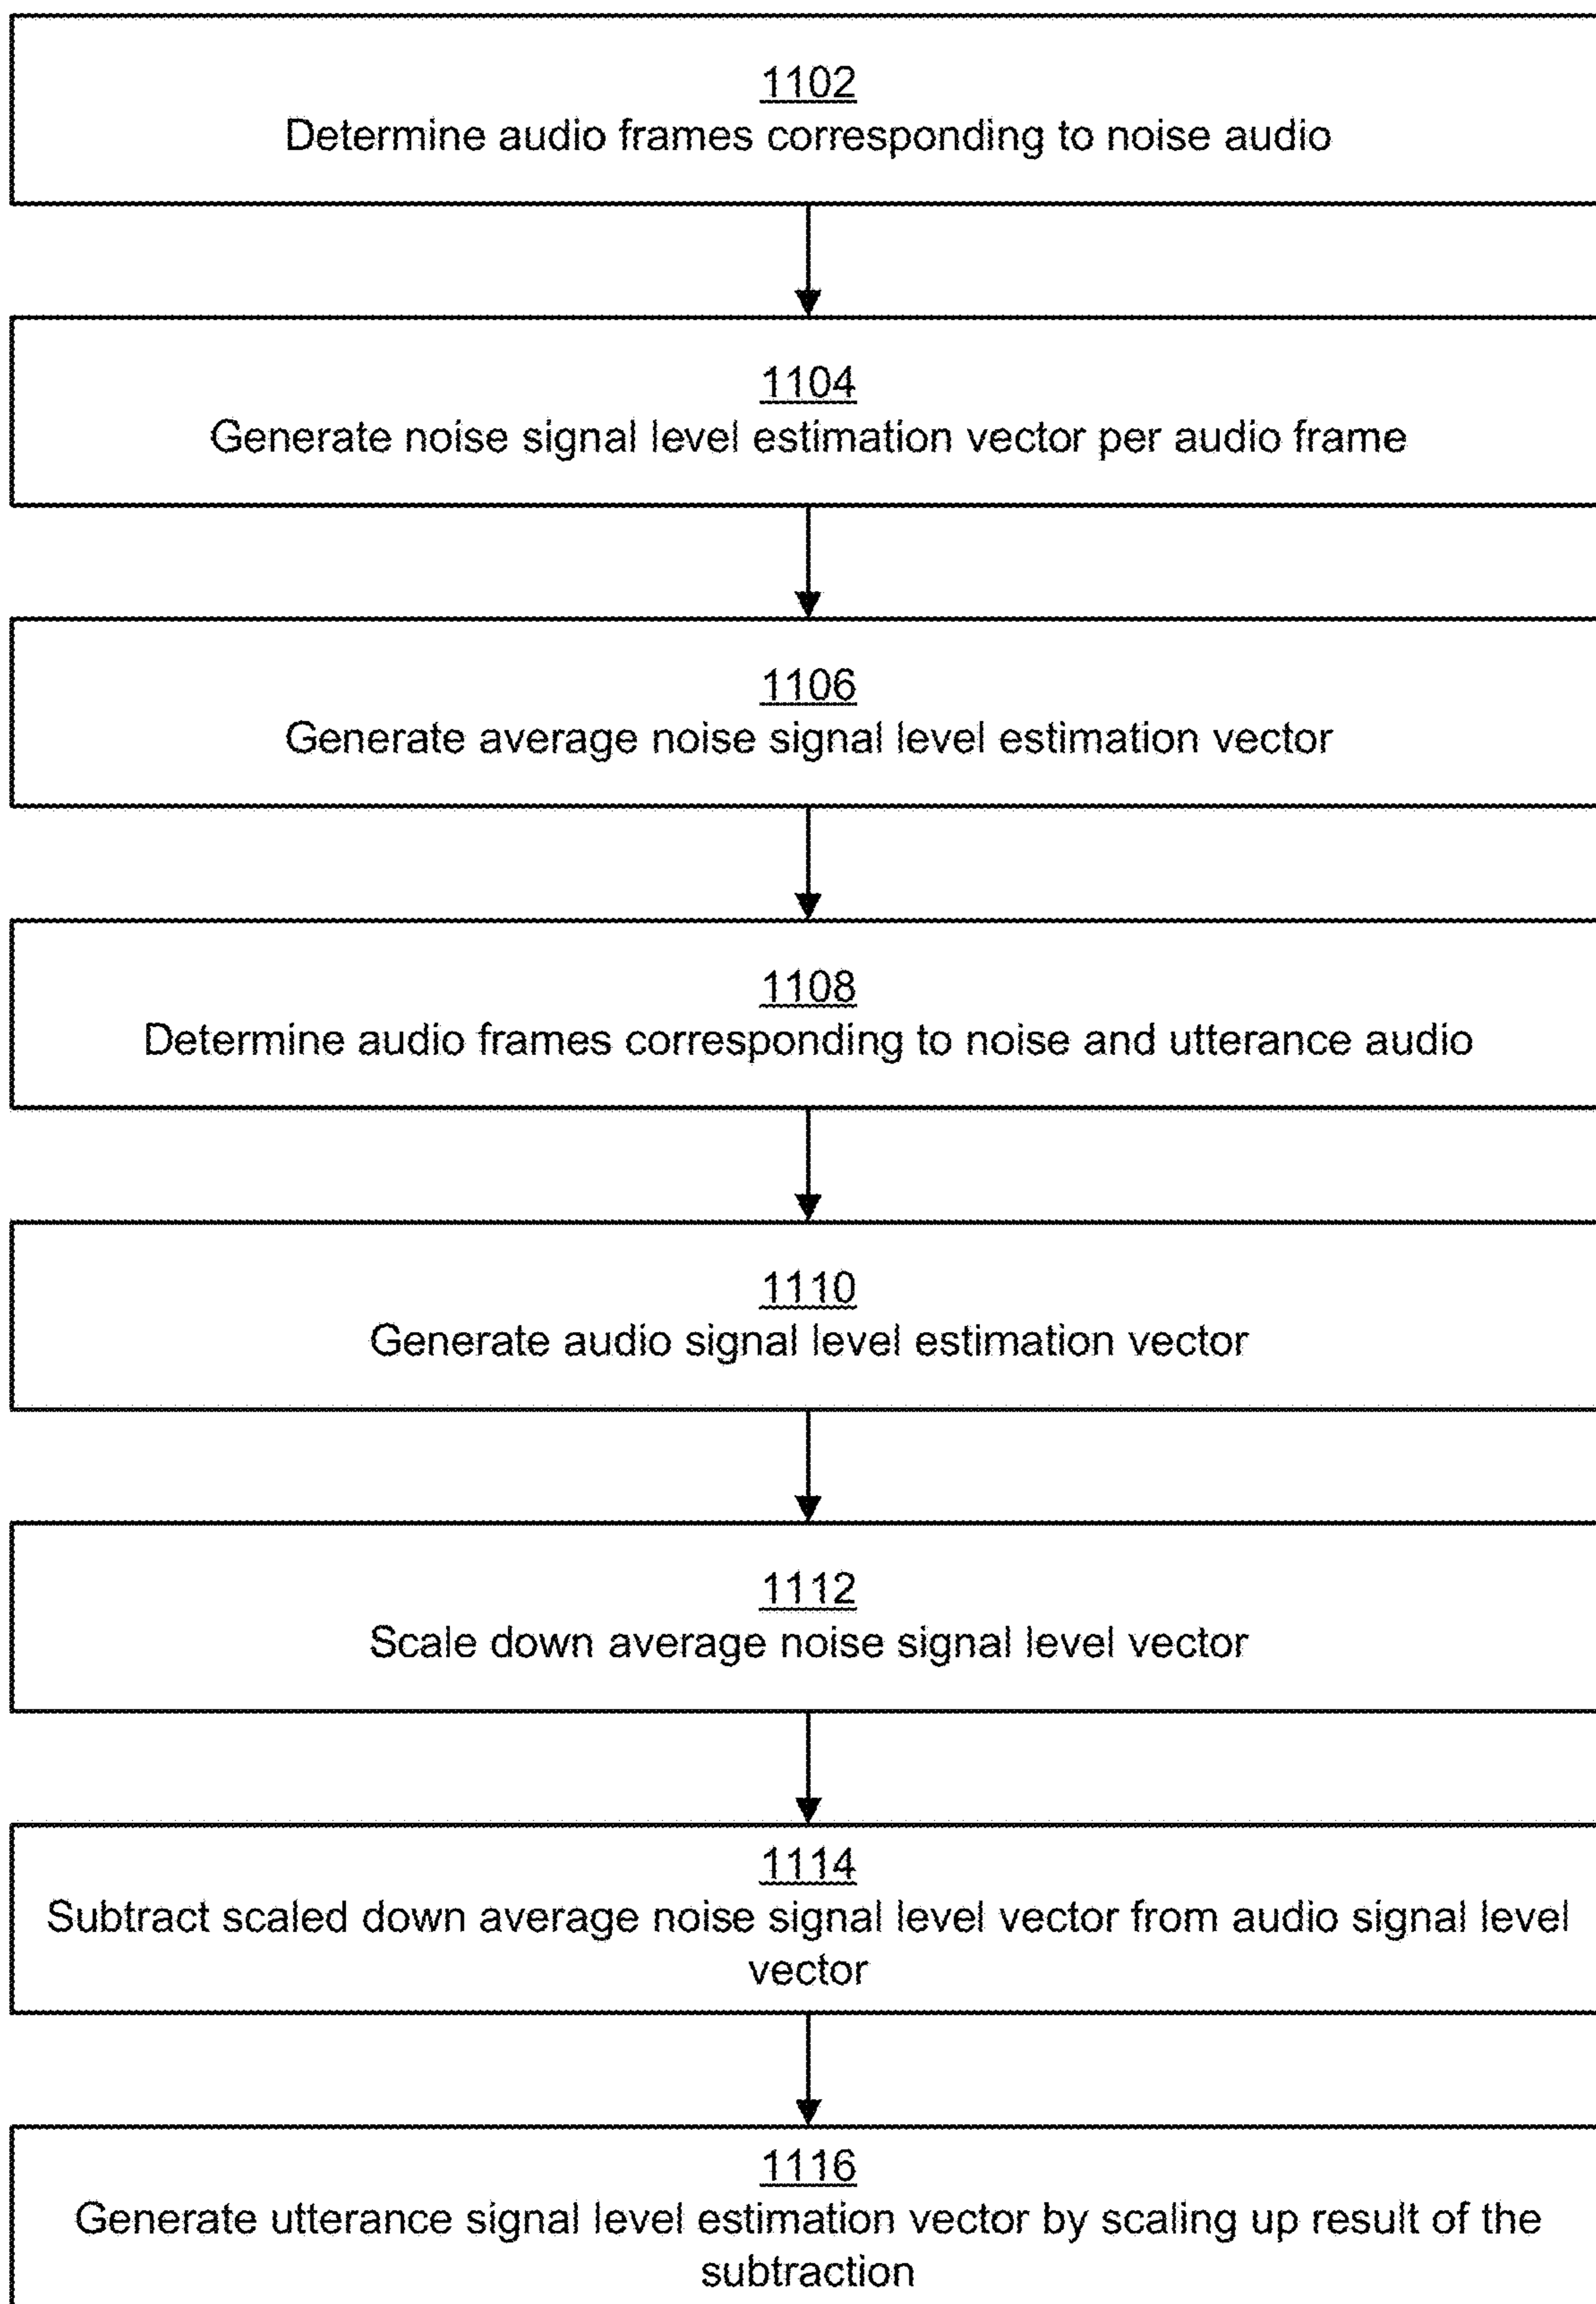 1102
Determine audio frames corresponding to noise audio
1104
Generate noise signal level estimation vector per audio frame
1106
Generate average noise signal level estimation vector
1108
Determine audio frames corresponding to noise and utterance audio
1110
Generate audio signal level estimation vector
1112
Scale down average noise signal level vector
1114
Subtract scaled down average noise signal level vector from audio signal level
vector
1116
Generate utterance signal level estimation vector by scaling up result of the
subtraction